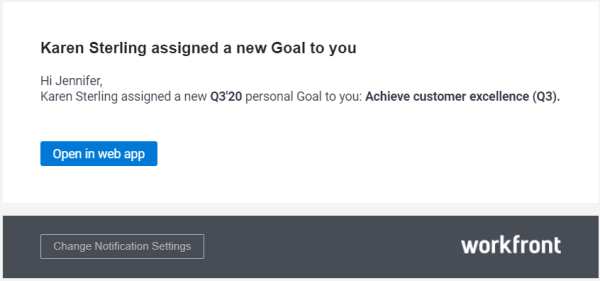 Karen Sterling assigned a new Goal to you
Hi Jennifer,
Karen Sterling assigned a new Q3'20 personal Goal to you: Achieve customer excellence (Q3).
Open in web app
Change Notification Settings
workfront